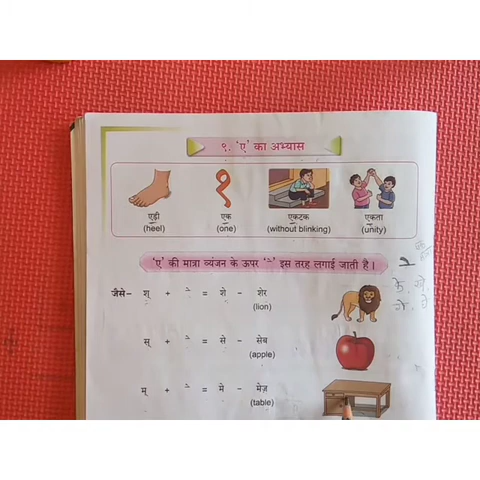 ९. 'ए' का अभ्यास
१
एड़ी एक एकटक एकता
(heel) (one) (without blinking) (unity)
'ए' की मात्रा व्यंजन के ऊपर 'े' इस तरह लगाई जाती है।
जैसे- श् + े = शे - शेर
(lion)
स् + े = से - सेब
(apple)
म् + े = मे - मेज़
(table)